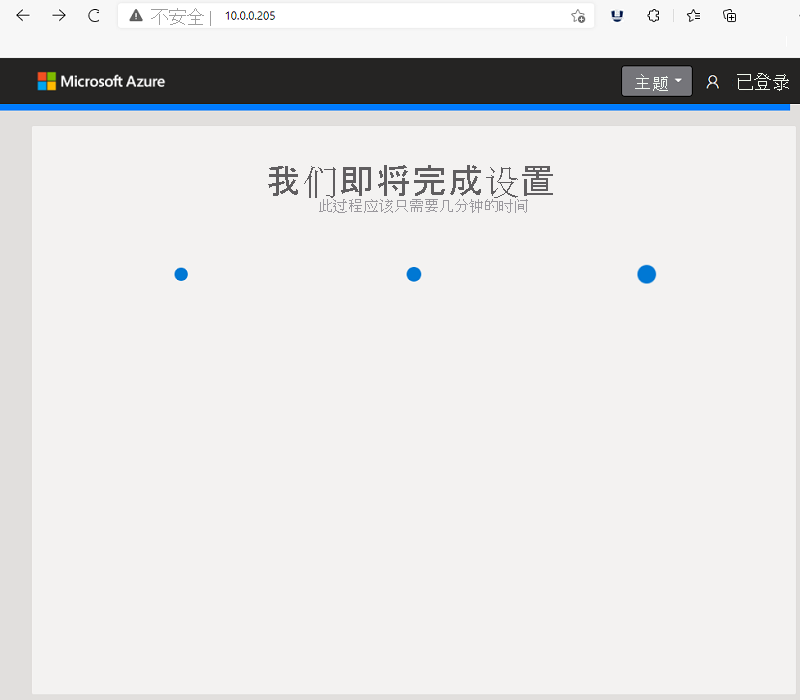 不安全 | 10.0.0.205
Microsoft Azure
主题
已登录
我们即将完成设置
此过程应该只需要几分钟的时间